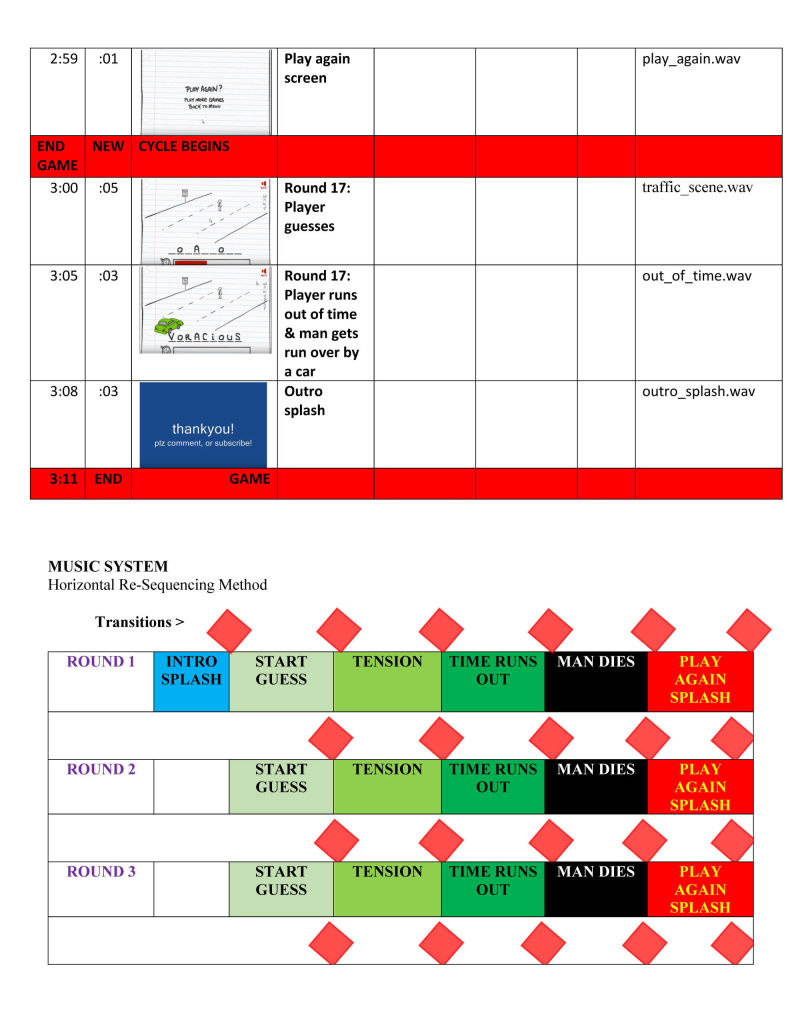 2:59 :01 Play again play_again.wav
screen
PLAY AGAIN?
PLAY MORE GAMES
BACK TO MENU
END NEW CYCLE BEGINS
GAME
3:00 :05 Round 17: traffic_scene.wav
Player
guesses
O A O
3:05 :03 Round 17: out_of_time.wav
Player runs
out of time
& man gets
run over by
a car
VORACIOUS
3:08 :03 Outro outro_splash.wav
splash
thankyou!
plz comment, or subscribe!
3:11 END GAME
MUSIC SYSTEM
Horizontal Re-Sequencing Method
Transitions >
ROUND 1 INTRO START TENSION TIME RUNS MAN DIES PLAY
SPLASH GUESS OUT AGAIN
SPLASH
ROUND 2 START TENSION TIME RUNS MAN DIES PLAY
GUESS OUT AGAIN
SPLASH
ROUND 3 START TENSION TIME RUNS MAN DIES PLAY
GUESS OUT AGAIN
SPLASH